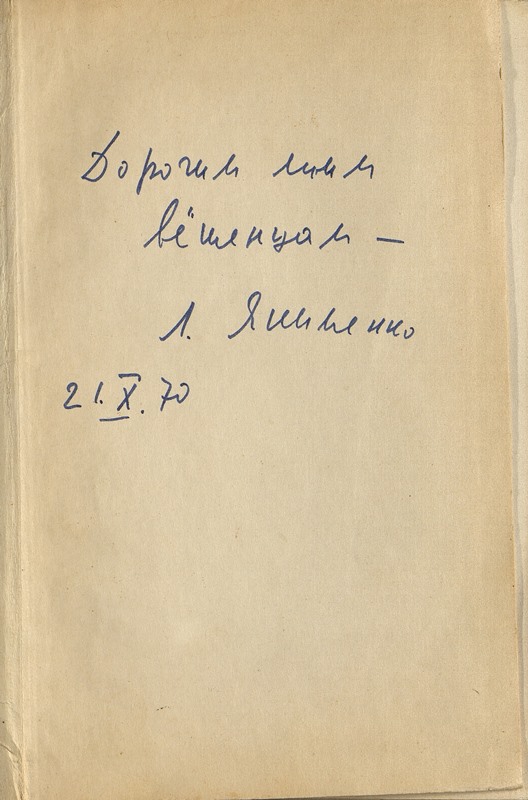 Дорогим моим
вёшенцам –
Л. Якименко
21.X.70